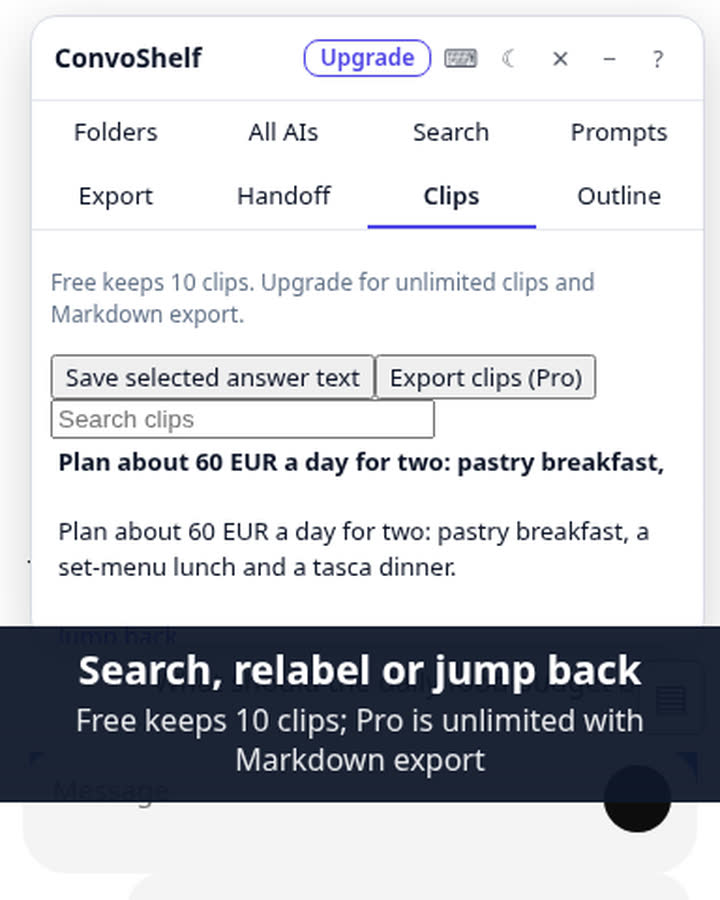 ConvoShelf
Upgrade
?
Folders All AIs Search Prompts
Export Handoff Clips Outline
Free keeps 10 clips. Upgrade for unlimited clips and
Markdown export.
Save selected answer text Export clips (Pro)
Search clips
Plan about 60 EUR a day for two: pastry breakfast,
Plan about 60 EUR a day for two: pastry breakfast, a
set-menu lunch and a tasca dinner.
Jump back
Search, relabel or jump back
Free keeps 10 clips; Pro is unlimited with
Markdown export
Message